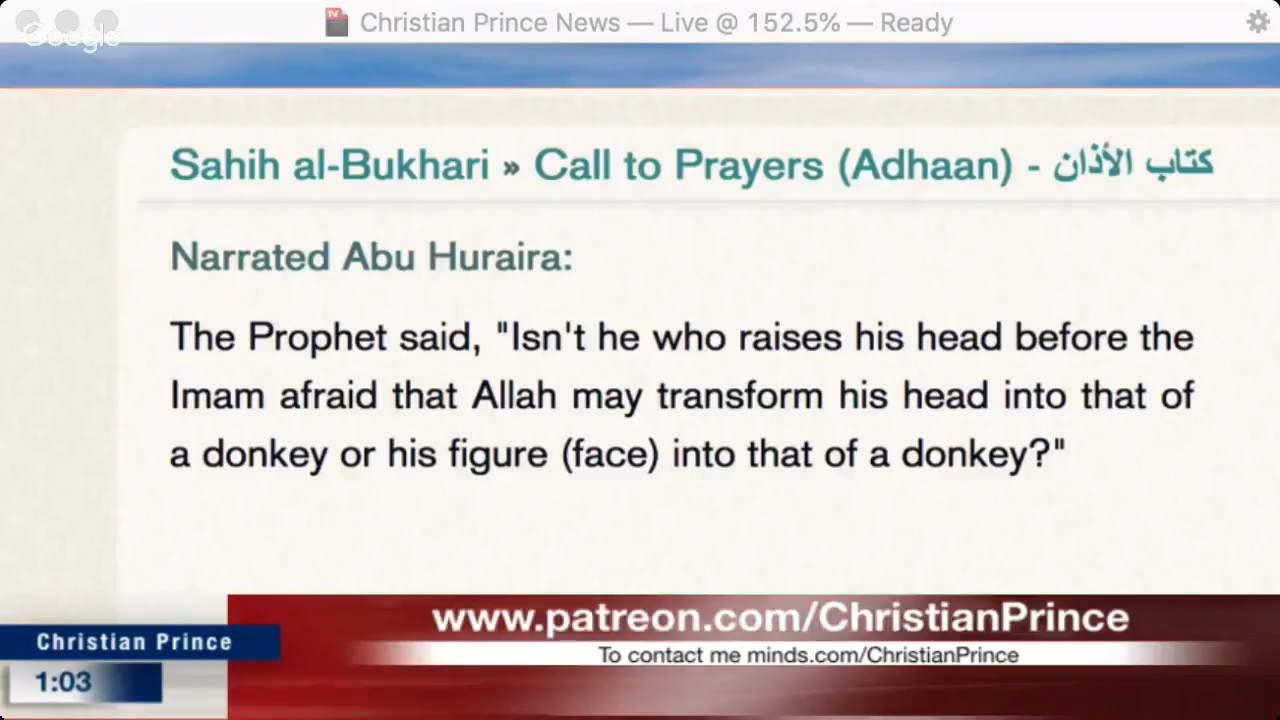 Christian Prince News — Live @ 152.5% — Ready
Google
TV
Sahih al-Bukhari » Call to Prayers (Adhaan) - كتاب الأذان
Narrated Abu Huraira:
The Prophet said, "Isn't he who raises his head before the
Imam afraid that Allah may transform his head into that of
a donkey or his figure (face) into that of a donkey?"
www.patreon.com/ChristianPrince
Christian Prince
To contact me minds.com/ChristianPrince
1:03